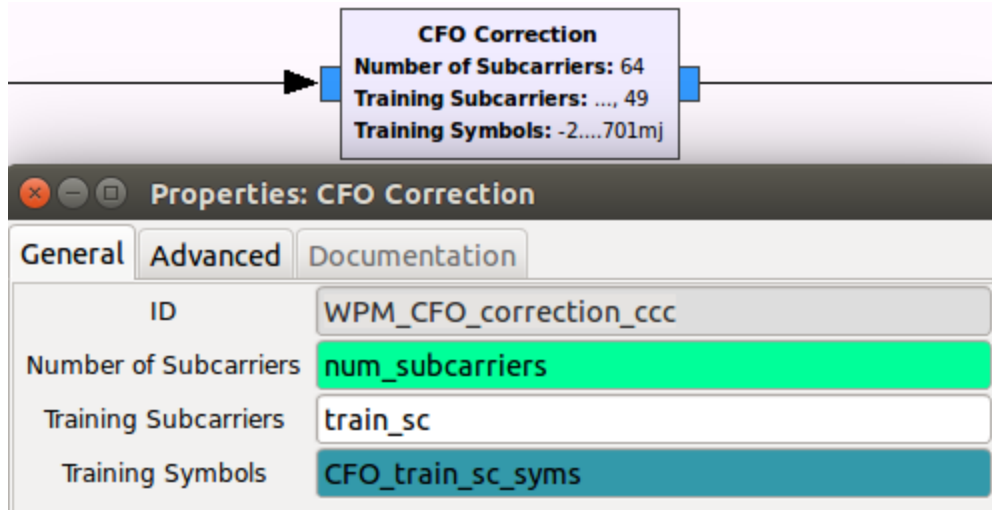 CFO Correction
Number of Subcarriers: 64
Training Subcarriers: ..., 49
Training Symbols: -2....701mj
Properties: CFO Correction
General Advanced Documentation
ID WPM_CFO_correction_ccc
Number of Subcarriers num_subcarriers
Training Subcarriers train_sc
Training Symbols CFO_train_sc_syms